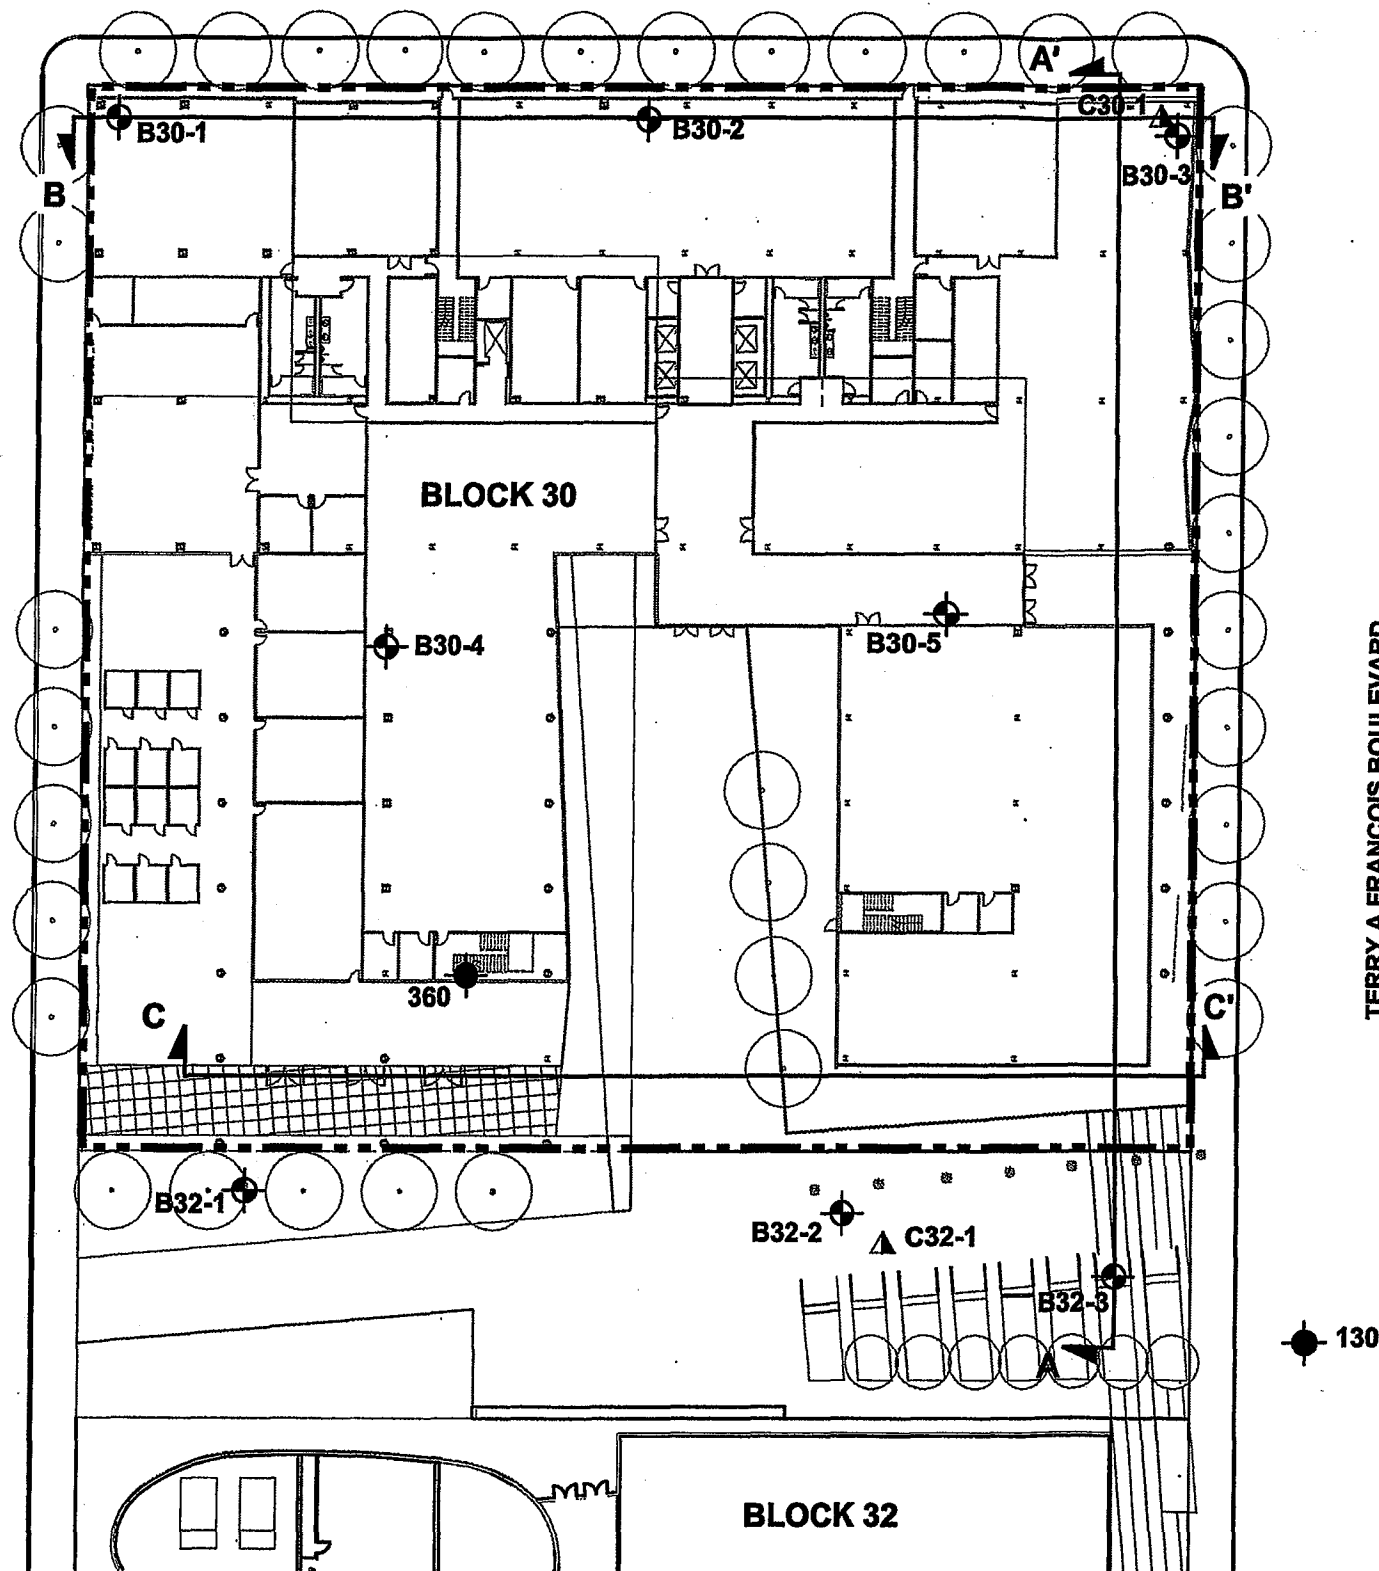 A'
C30-1
B30-1
B30-2
B30-3
B
B'
BLOCK 30
B30-4
B30-5
TERRY A FRANCOIS BOULEVARD
360
C
C'
B32-1
B32-2
C32-1
B32-3
130
A
BLOCK 32